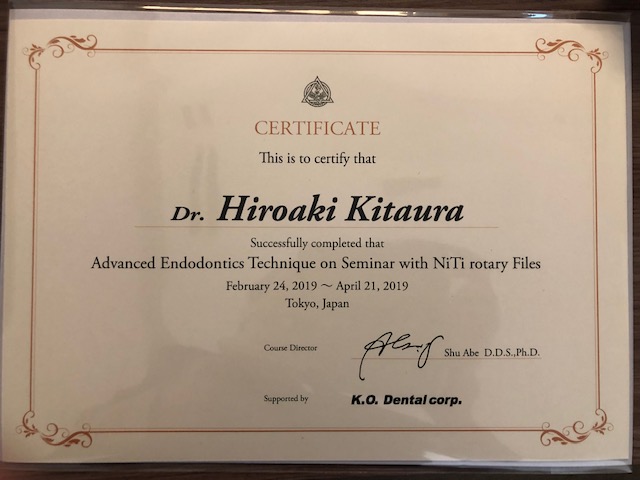 CERTIFICATE
This is to certify that
Dr. Hiroaki Kitaura
Successfully completed that
Advanced Endodontics Technique on Seminar with NiTi rotary Files
February 24, 2019 〜 April 21, 2019
Tokyo, Japan
Course Director
Shu Abe D.D.S.,Ph.D.
Supported by
K.O. Dental corp.